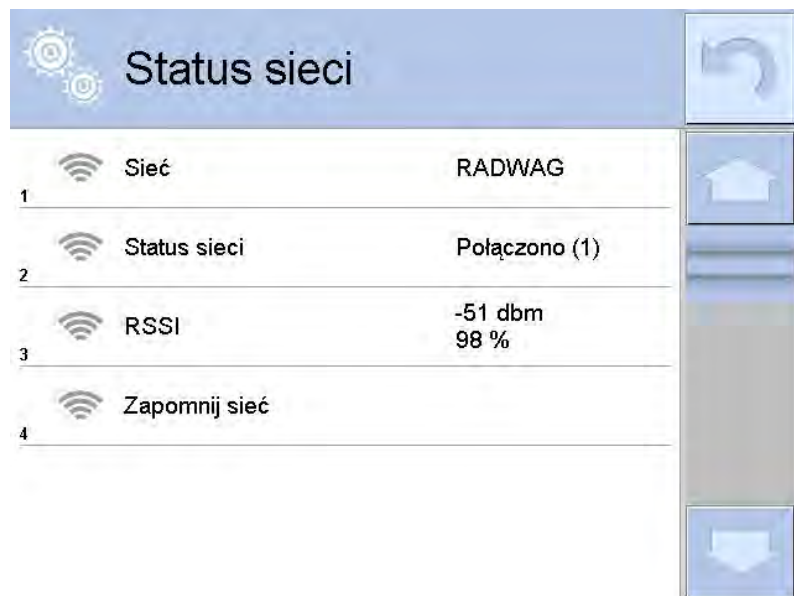 Status sieci
1 Sieć RADWAG
2 Status sieci Połączono (1)
3 RSSI -51 dbm
98 %
4 Zapomnij sieć